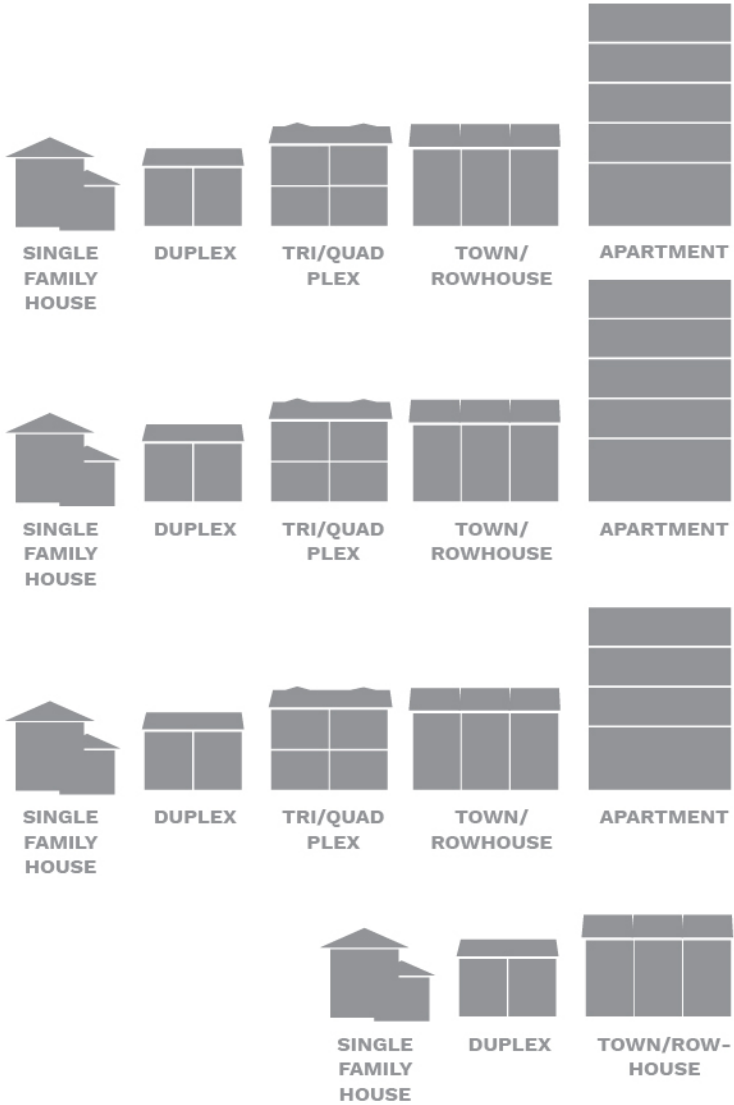 SINGLE
FAMILY
HOUSE
DUPLEX
TRI/QUAD
PLEX
TOWN/
ROWHOUSE
APARTMENT
SINGLE
FAMILY
HOUSE
DUPLEX
TRI/QUAD
PLEX
TOWN/
ROWHOUSE
APARTMENT
SINGLE
FAMILY
HOUSE
DUPLEX
TRI/QUAD
PLEX
TOWN/
ROWHOUSE
APARTMENT
SINGLE
FAMILY
HOUSE
DUPLEX
TOWN/ROW-
HOUSE